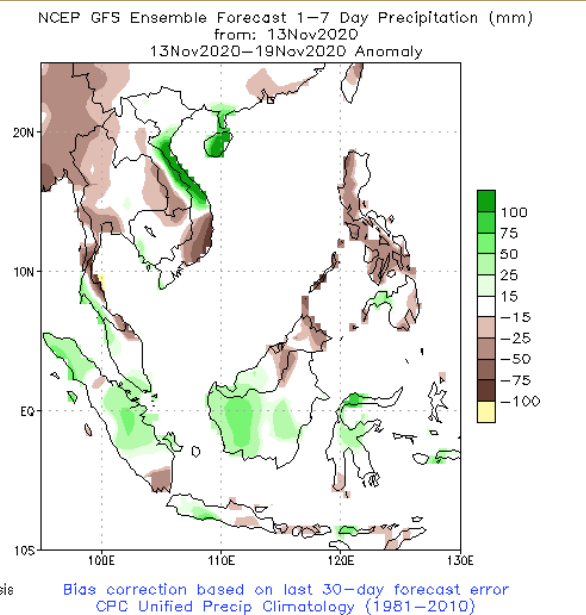 NCEP GFS Ensemble Forecast 1–7 Day Precipitation (mm)
from: 13Nov2020
13Nov2020–19Nov2020 Anomaly
20N
10N
EQ
10S
100E
110E
120E
130E
100
75
50
25
15
−15
−25
−50
−75
−100
sis
Bias correction based on last 30–day forecast error
CPC Unified Precip Climatology (1981–2010)